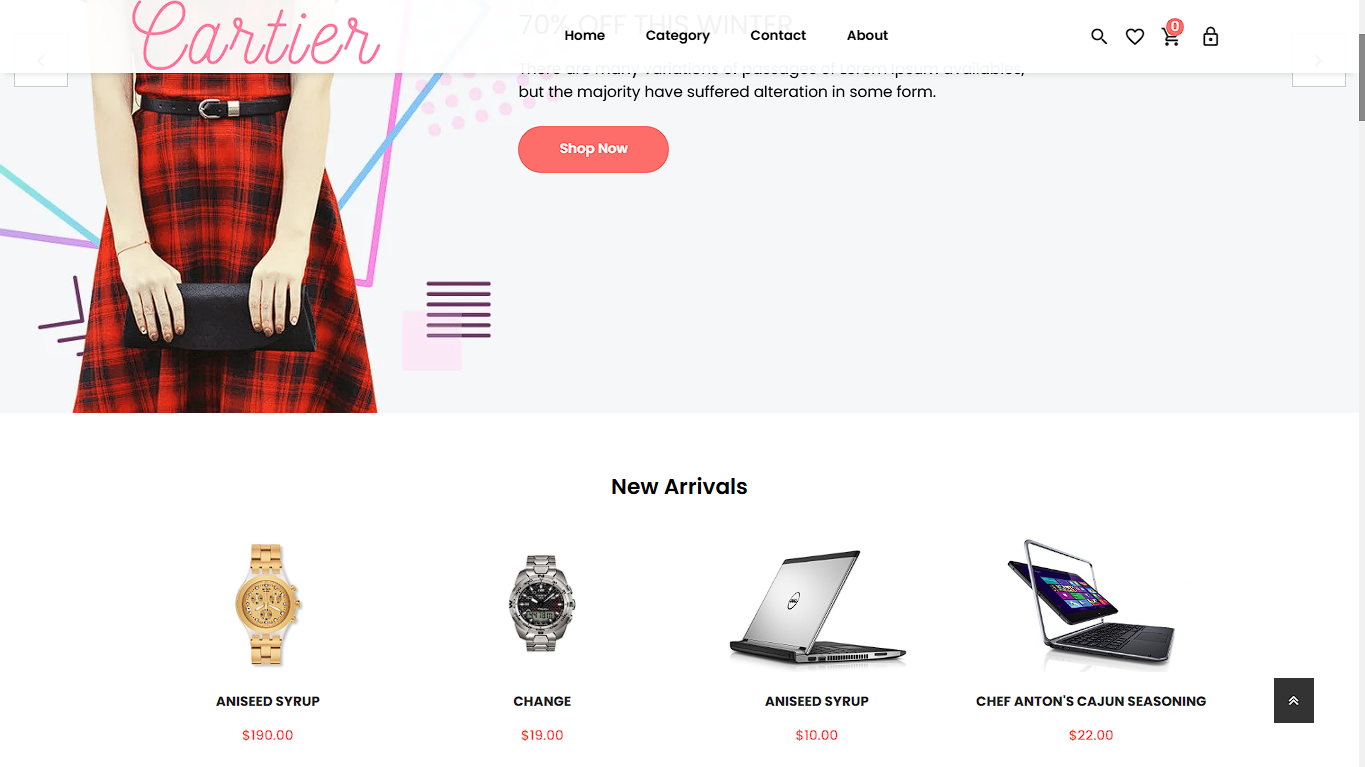 Cartier
70% OFF THIS WINTER
Home Category Contact About
0
There are many variations of passages of Lorem Ipsum availables,
but the majority have suffered alteration in some form.
Shop Now
New Arrivals
DELL
ANISEED SYRUP CHANGE ANISEED SYRUP CHEF ANTON'S CAJUN SEASONING
$190.00 $19.00 $10.00 $22.00